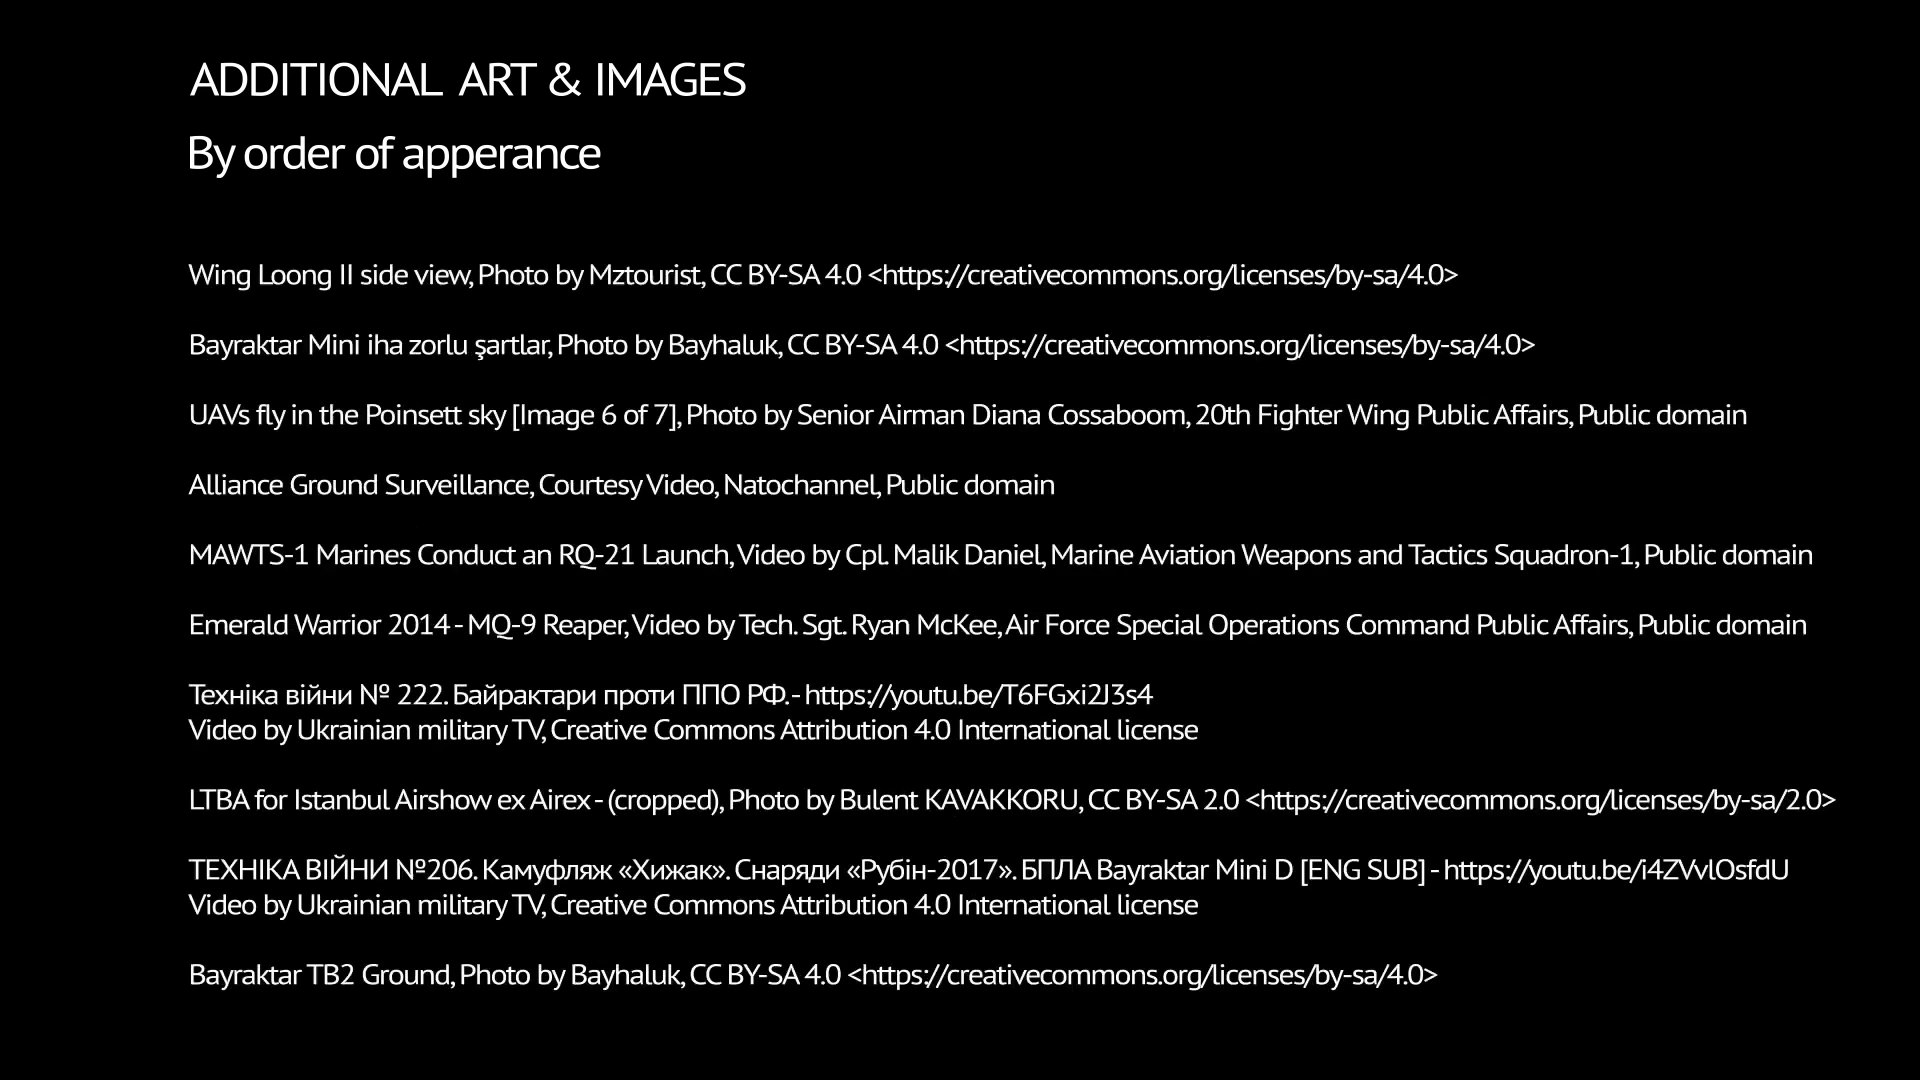 ADDITIONAL ART & IMAGES
By order of apperance
Wing Loong II side view, Photo by Mztourist, CC BY-SA 4.0 <https://creativecommons.org/licenses/by-sa/4.0>
Bayraktar Mini iha zorlu şartlar, Photo by Bayhaluk, CC BY-SA 4.0 <https://creativecommons.org/licenses/by-sa/4.0>
UAVs fly in the Poinsett sky [Image 6 of 7], Photo by Senior Airman Diana Cossaboom, 20th Fighter Wing Public Affairs, Public domain
Alliance Ground Surveillance, Courtesy Video, Natochannel, Public domain
MAWTS-1 Marines Conduct an RQ-21 Launch, Video by Cpl. Malik Daniel, Marine Aviation Weapons and Tactics Squadron-1, Public domain
Emerald Warrior 2014 - MQ-9 Reaper, Video by Tech. Sgt. Ryan McKee, Air Force Special Operations Command Public Affairs, Public domain
Техніка війни № 222. Байрактари проти ППО РФ. - https://youtu.be/T6FGxi2J3s4
Video by Ukrainian military TV, Creative Commons Attribution 4.0 International license
LTBA for Istanbul Airshow ex Airex - (cropped), Photo by Bulent KAVAKKORU, CC BY-SA 2.0 <https://creativecommons.org/licenses/by-sa/2.0>
ТЕХНІКА ВІЙНИ №206. Камуфляж «Хижак». Снаряди «Рубін-2017». БПЛА Bayraktar Mini D [ENG SUB] - https://youtu.be/i4ZVvlOsfdU
Video by Ukrainian military TV, Creative Commons Attribution 4.0 International license
Bayraktar TB2 Ground, Photo by Bayhaluk, CC BY-SA 4.0 <https://creativecommons.org/licenses/by-sa/4.0>